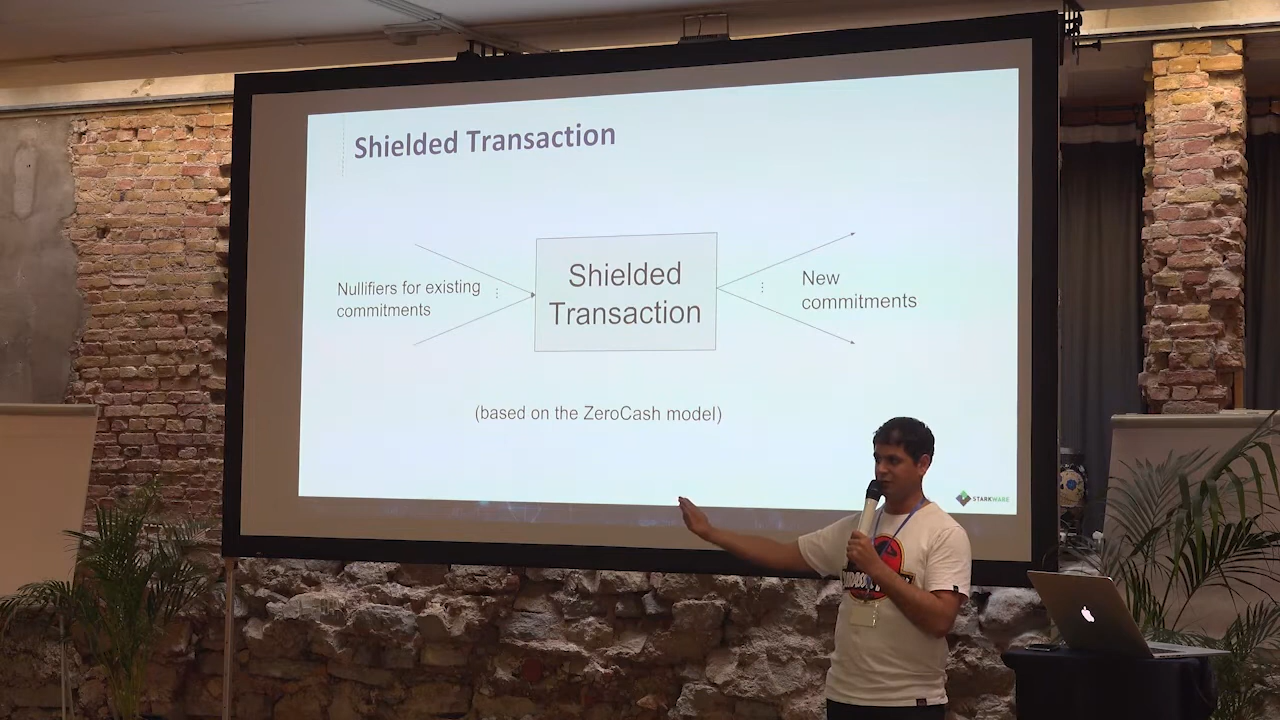 Shielded Transaction
Nullifiers for existing
commitments
Shielded
Transaction
New
commitments
(based on the ZeroCash model)
STARKWARE